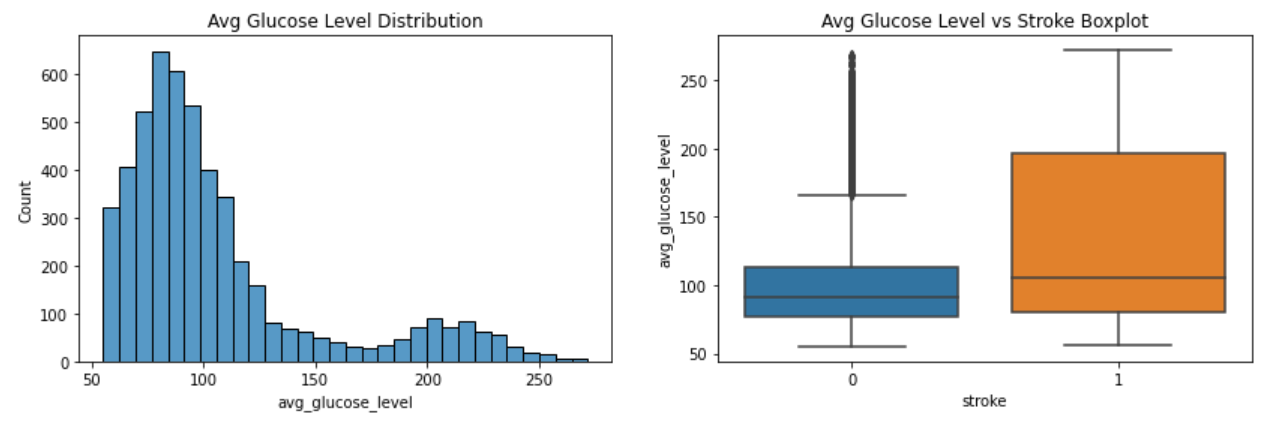 Avg Glucose Level Distribution
600
500
400
300
200
100
0
Count
50 100 150 200 250
avg_glucose_level
Avg Glucose Level vs Stroke Boxplot
250
200
150
100
50
avg_glucose_level
0 1
stroke